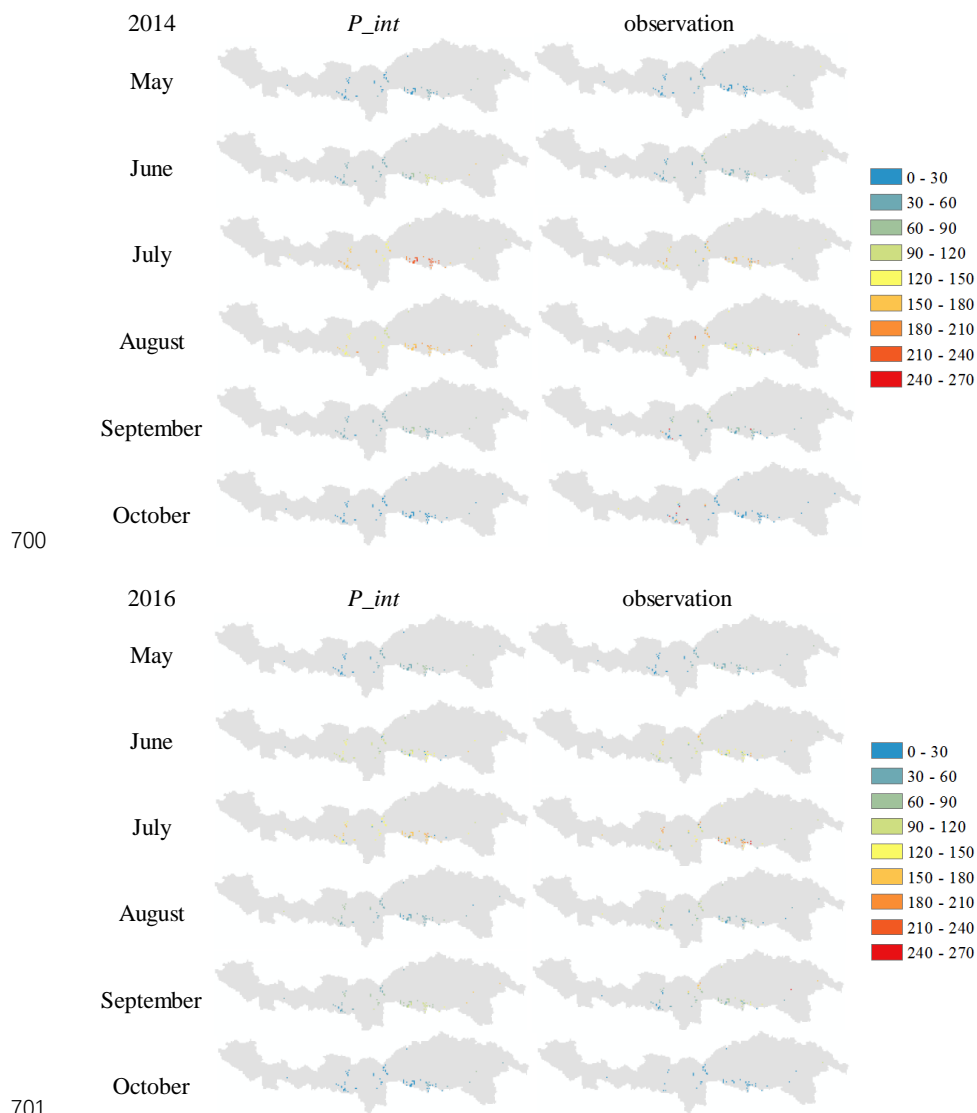 2014 P_int observation
May
June
July
August
September
October
0 - 30
30 - 60
60 - 90
90 - 120
120 - 150
150 - 180
180 - 210
210 - 240
240 - 270
700
2016 P_int observation
May
June
July
August
September
October
0 - 30
30 - 60
60 - 90
90 - 120
120 - 150
150 - 180
180 - 210
210 - 240
240 - 270
701